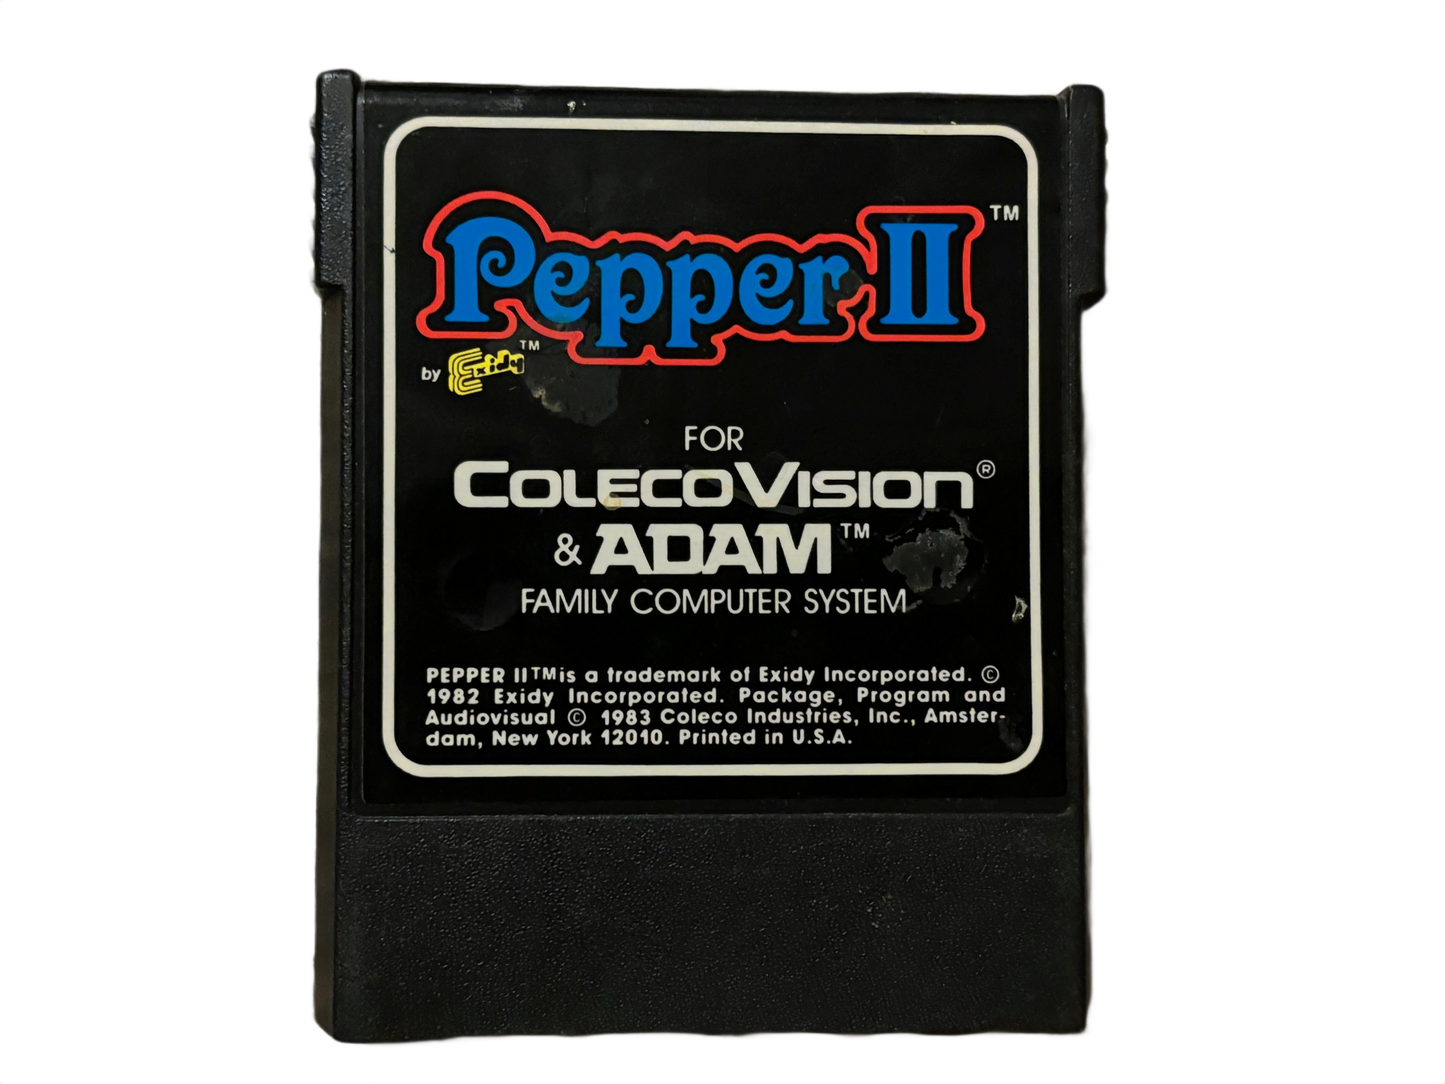 Pepper II™
by Exidy™
FOR
COLECOVISION®
& ADAM™
FAMILY COMPUTER SYSTEM
PEPPER II™ is a trademark of Exidy Incorporated. ©
1982 Exidy Incorporated. Package, Program and
Audiovisual © 1983 Coleco Industries, Inc., Amster-
dam, New York 12010. Printed in U.S.A.